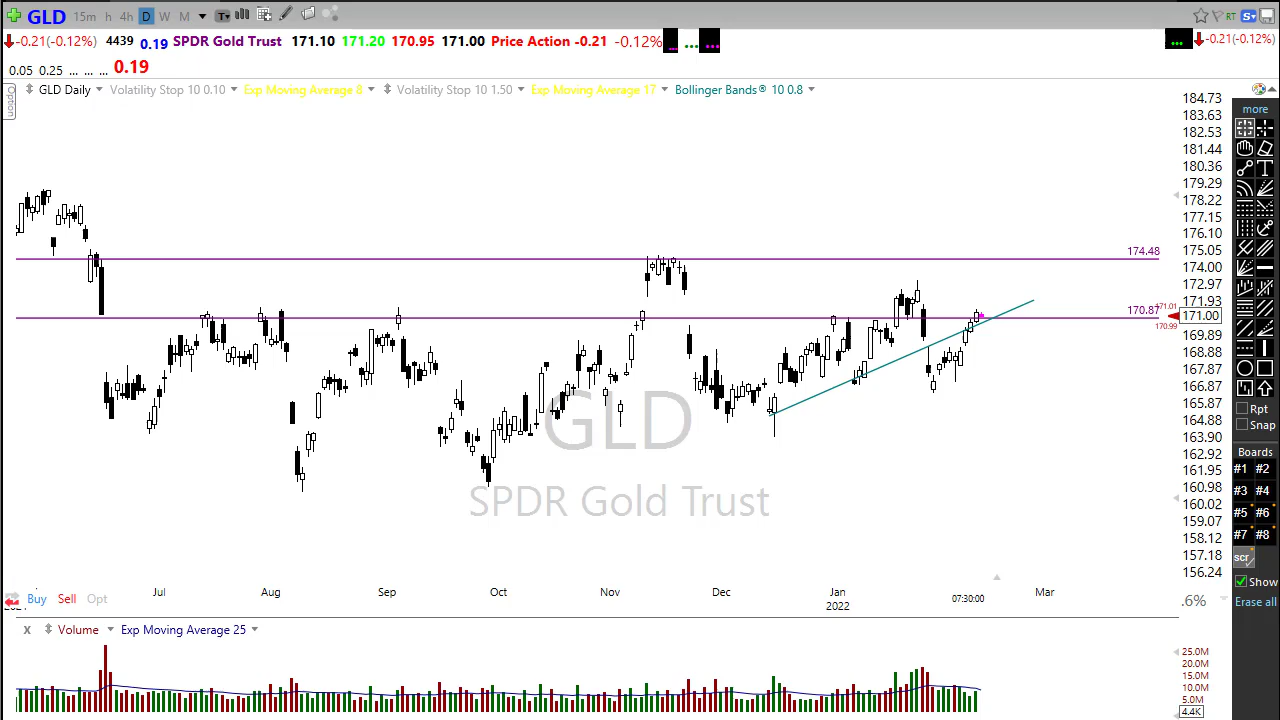 GLD 15m h 4h D W M T RT S
-0.21(-0.12%) 4439 0.19 SPDR Gold Trust 171.10 171.20 170.95 171.00 Price Action -0.21 -0.12% ... ... ... ... -0.21(-0.12%)
0.05 0.25 ... ... ... 0.19
Option
GLD Daily Volatility Stop 10 0.10 Exp Moving Average 8 Volatility Stop 10 1.50 Exp Moving Average 17 Bollinger Bands® 10 0.8
184.73
183.63
182.53
181.44
180.36
179.29
178.22
177.15
176.10
175.05
174.00
172.97
171.93
171.00
169.89
168.88
167.87
166.87
165.87
164.88
163.90
162.92
161.95
160.98
160.02
159.07
158.12
157.18
156.24
174.48
170.87
171.01
170.99
GLD
SPDR Gold Trust
Jul Aug Sep Oct Nov Dec Jan Mar
2022 07:30:00
Buy Sell Opt
.6%
X Volume Exp Moving Average 25
25.0M
20.0M
15.0M
10.0M
5.0M
4.4K
more
T
Rpt
Snap
Boards
#1 #2
#3 #4
#5 #6
#7 #8
scr
Show
Erase all